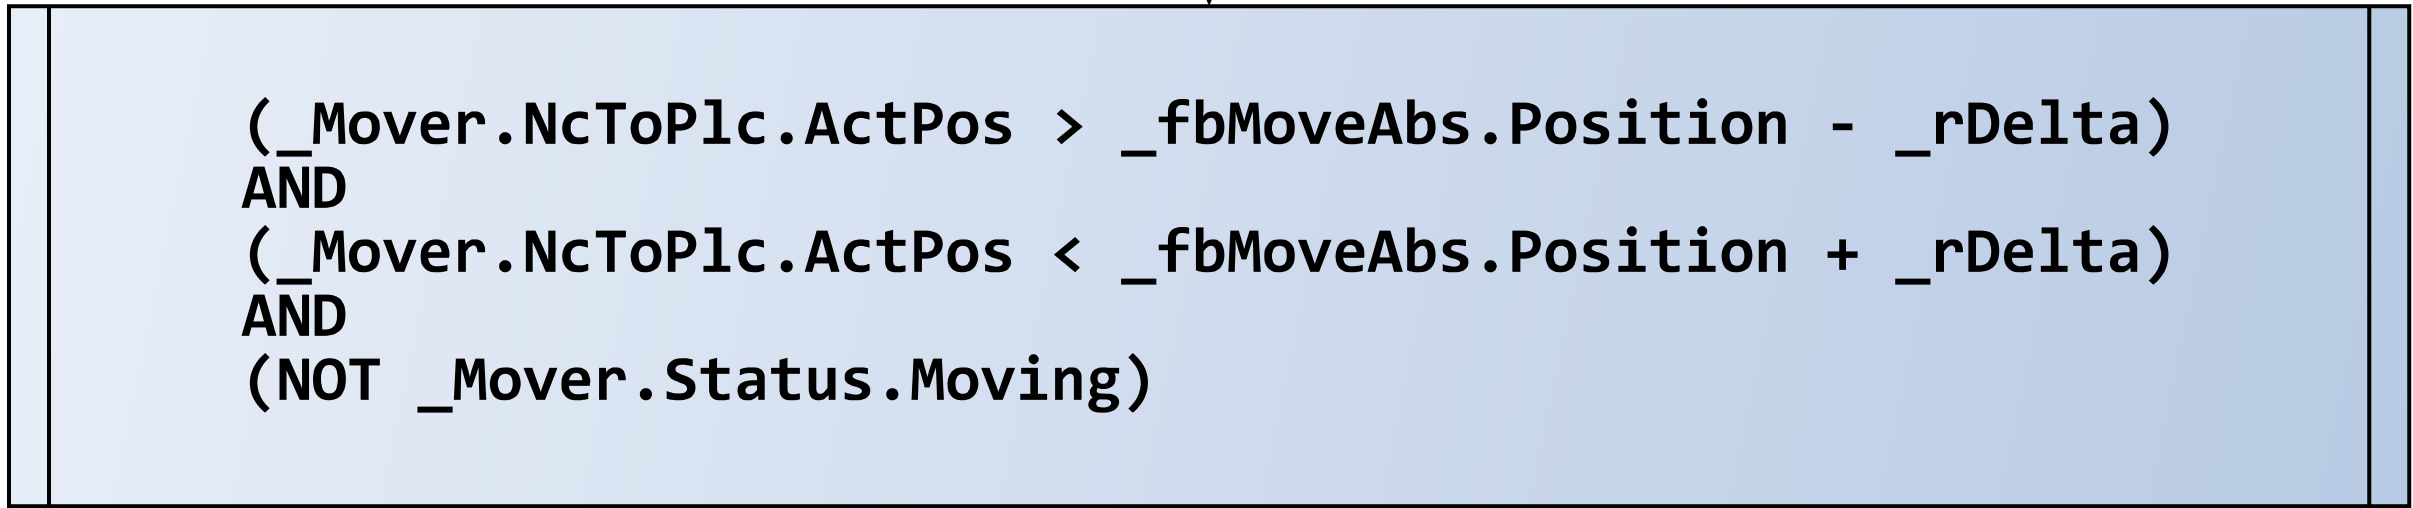 (_Mover.NcToPlc.ActPos > _fbMoveAbs.Position - _rDelta)
AND
(_Mover.NcToPlc.ActPos < _fbMoveAbs.Position + _rDelta)
AND
(NOT _Mover.Status.Moving)